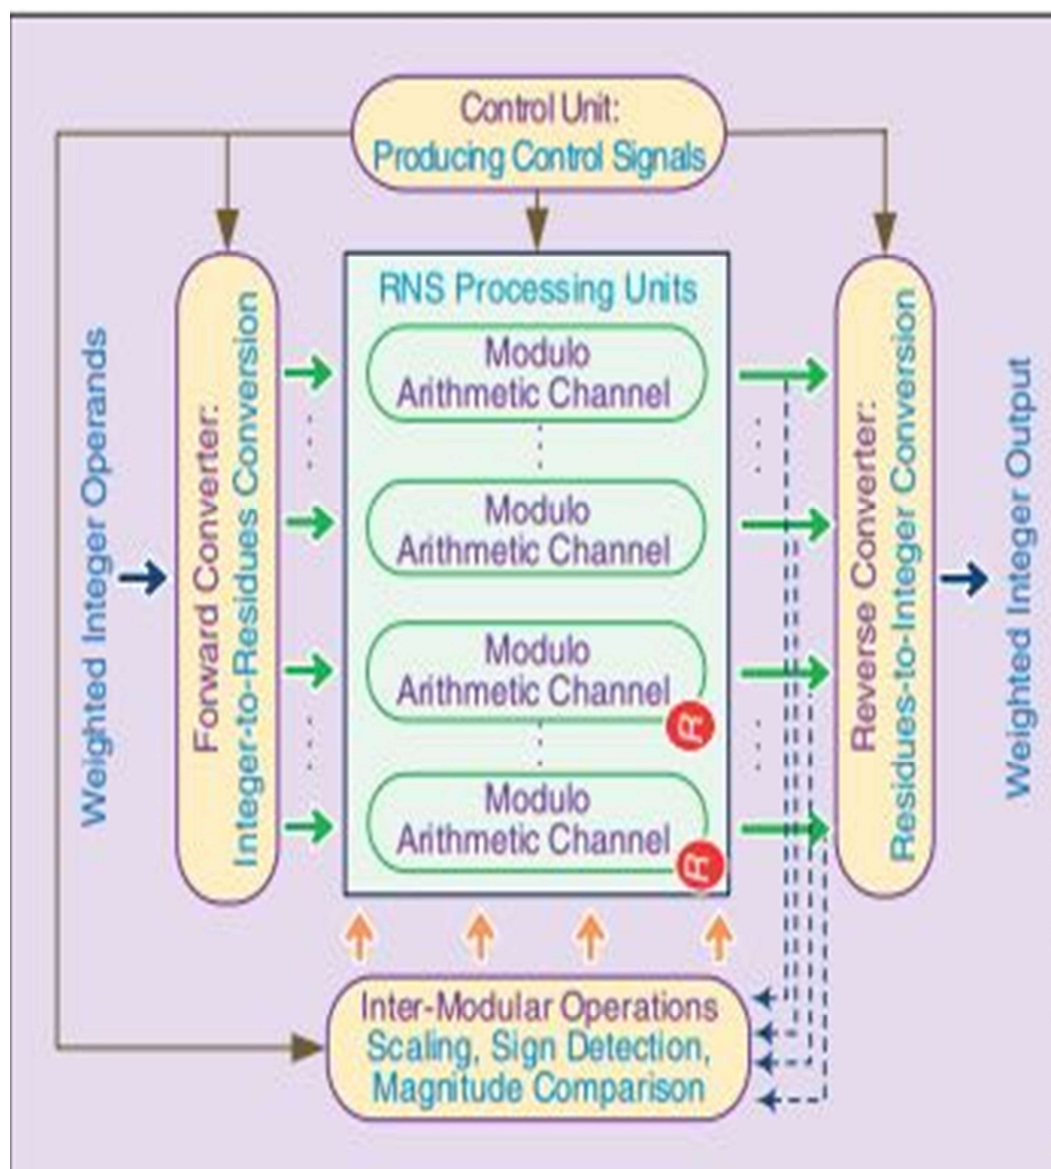 Control Unit:
Producing Control Signals
Weighted Integer Operands
Forward Converter:
Integer-to-Residues Conversion
RNS Processing Units
Modulo
Arithmetic Channel
Modulo
Arithmetic Channel
Modulo
Arithmetic Channel
R
Modulo
Arithmetic Channel
R
Reverse Converter:
Residues-to-Integer Conversion
Weighted Integer Output
Inter-Modular Operations
Scaling, Sign Detection,
Magnitude Comparison